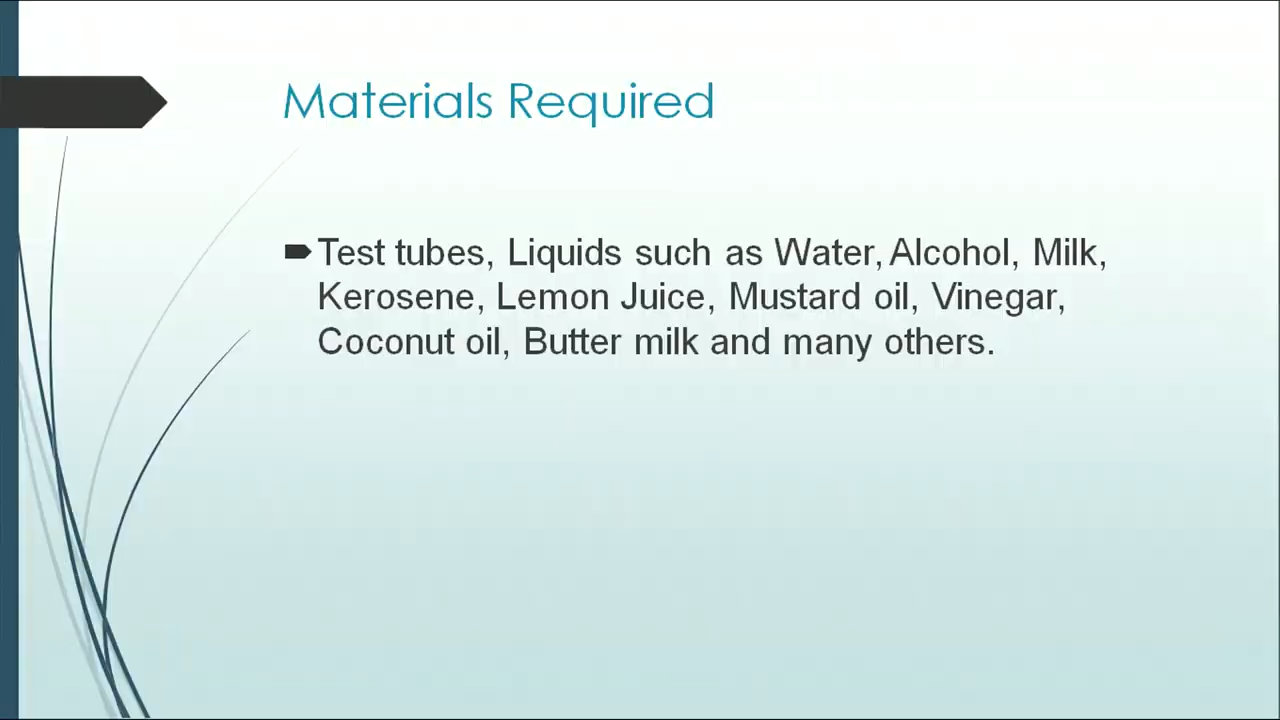 Materials Required
Test tubes, Liquids such as Water, Alcohol, Milk,
Kerosene, Lemon Juice, Mustard oil, Vinegar,
Coconut oil, Butter milk and many others.